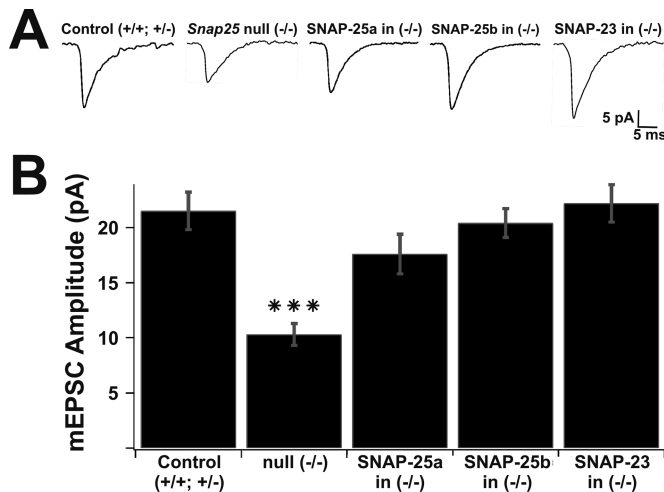 A
Control (+/+; +/-) Snap25 null (-/-) SNAP-25a in (-/-) SNAP-25b in (-/-) SNAP-23 in (-/-)
5 pA
5 ms
B
mEPSC Amplitude (pA)
20
15
10
5
***
Control null (-/-) SNAP-25a SNAP-25b SNAP-23
(+/+; +/-) in (-/-) in (-/-) in (-/-)